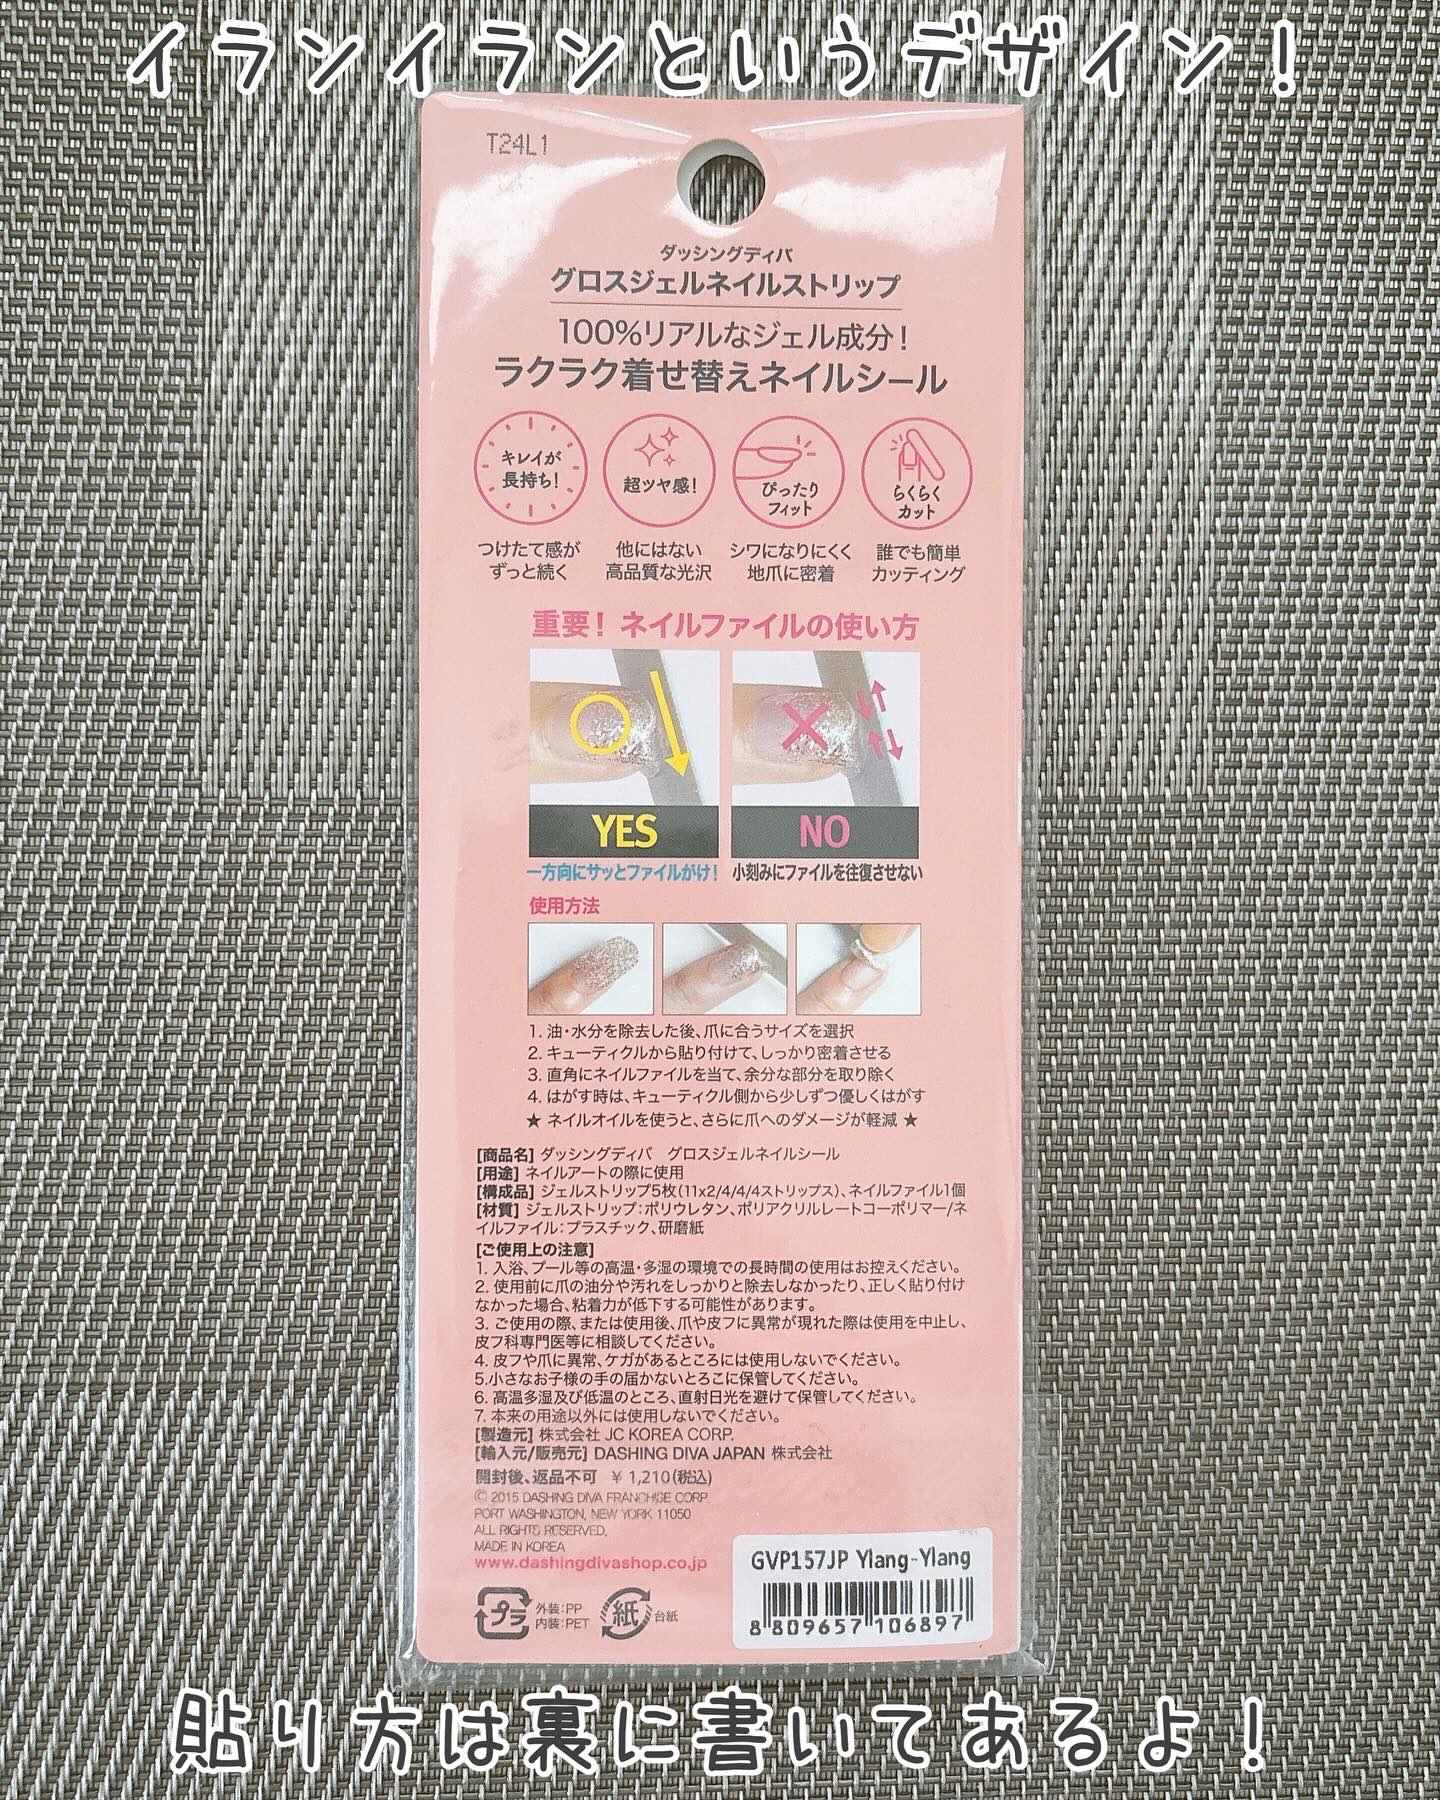 イランイランというデザイン！
T24L1
ダッシングディバ
グロスジェルネイルストリップ
100%リアルなジェル成分！
ラクラク着せ替えネイルシール
キレイが
長持ち！
超ツヤ感！
ぴったり
フィット
らくらく
カット
つけたて感が
ずっと続く
他にはない
高品質な光沢
シワになりにくく
地爪に密着
誰でも簡単
カッティング
重要！ネイルファイルの使い方
YES
NO
一方向にサッとファイルがけ！
小刻みにファイルを往復させない
使用方法
1. 油・水分を除去した後、爪に合うサイズを選択
2. キューティクルから貼り付けて、しっかり密着させる
3. 直角にネイルファイルを当て、余分な部分を取り除く
4. はがす時は、キューティクル側から少しずつ優しくはがす
★ ネイルオイルを使うと、さらに爪へのダメージが軽減 ★
[商品名] ダッシングディバ　グロスジェルネイルシール
[用途] ネイルアートの際に使用
[構成品] ジェルストリップ5枚(11x2/4/4/4ストリップス)、ネイルファイル1個
[材質] ジェルストリップ：ポリウレタン、ポリアクリルレートコーポリマー/ネ
イルファイル：プラスチック、研磨紙
[ご使用上の注意]
1. 入浴、プール等の高温・多湿の環境での長時間の使用はお控えください。
2. 使用前に爪の油分や汚れをしっかりと除去しなかったり、正しく貼り付け
なかった場合、粘着力が低下する可能性があります。
3. ご使用の際、または使用後、爪や皮フに異常が現れた際は使用を中止し、
皮フ科専門医等に相談してください。
4. 皮フや爪に異常、ケガがあるところには使用しないでください。
5.小さなお子様の手の届かないとろこに保管してください。
6. 高温多湿及び低温のところ、直射日光を避けて保管してください。
7. 本来の用途以外には使用しないでください。
[製造元] 株式会社 JC KOREA CORP.
[輸入元/販売元] DASHING DIVA JAPAN 株式会社
開封後、返品不可　￥1,210(税込)
© 2015 DASHING DIVA FRANCHISE CORP.
PORT WASHINGTON, NEW YORK 11050
ALL RIGHTS RESERVED.
MADE IN KOREA
www.dashingdivashop.co.jp
GVP157JP Ylang-Ylang
8 809657 106897
プラ
外装：PP
内装：PET
紙
台紙
貼り方は裏に書いてあるよ！